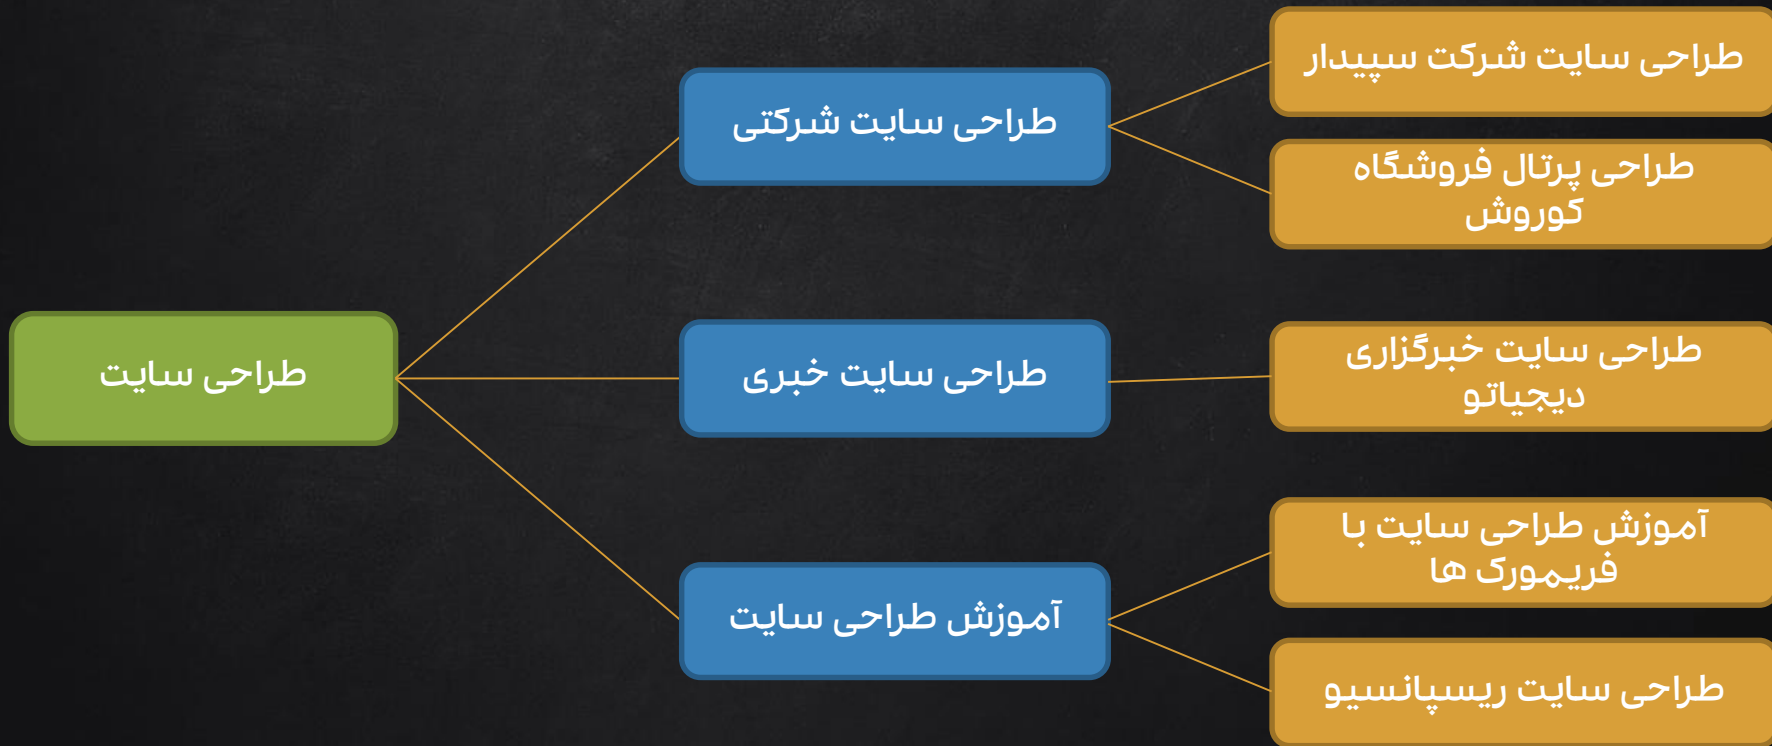 طراحی سایت
طراحی سایت شرکتی
طراحی سایت شرکت سپیدار
طراحی پرتال فروشگاه
کوروش
طراحی سایت خبری
طراحی سایت خبرگزاری
دیجیاتو
آموزش طراحی سایت
آموزش طراحی سایت با
فریمورک ها
طراحی سایت ریسپانسیو